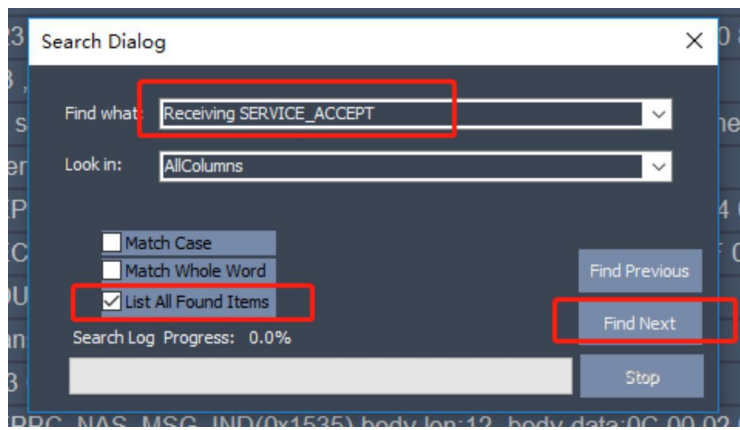 Search Dialog
Find what:
Receiving SERVICE_ACCEPT
Look in:
AllColumns
Match Case
Match Whole Word
List All Found Items
Find Previous
Find Next
Search Log Progress: 0.0%
Stop
NAS_MSG_IND(0x1535) body len:12, body data:0C 00 02